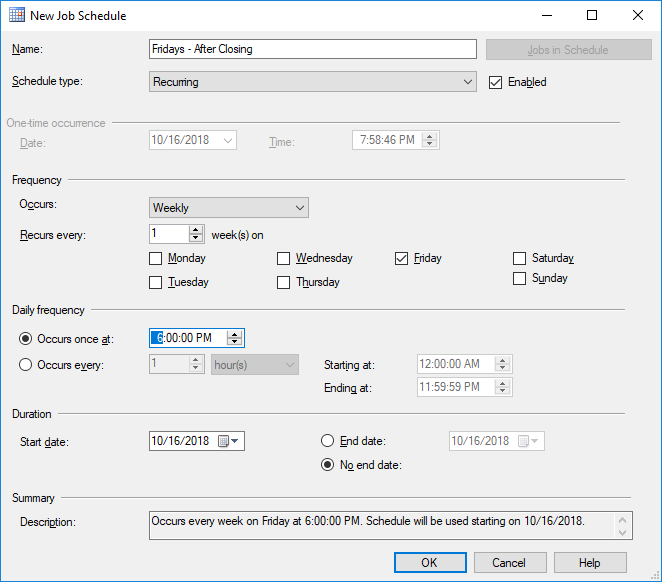 New Job Schedule
Name: Fridays - After Closing Jobs in Schedule
Schedule type: Recurring Enabled
One-time occurrence
Date: 10/16/2018 Time: 7:58:46 PM
Frequency
Occurs: Weekly
Recurs every: 1 week(s) on
Monday Wednesday Friday Saturday
Tuesday Thursday Sunday
Daily frequency
Occurs once at: 6:00:00 PM
Occurs every: 1 hour(s) Starting at: 12:00:00 AM
Ending at: 11:59:59 PM
Duration
Start date: 10/16/2018 End date: 10/16/2018
No end date:
Summary
Description: Occurs every week on Friday at 6:00:00 PM. Schedule will be used starting on 10/16/2018.
OK Cancel Help